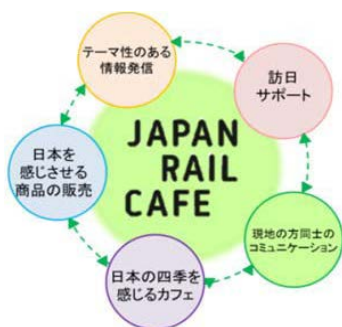 テーマ性のある
情報発信
訪日
サポート
JAPAN
RAIL
CAFE
日本を
感じさせる
商品の販売
現地の方同士の
コミュニケーション
日本の四季を
感じるカフェ